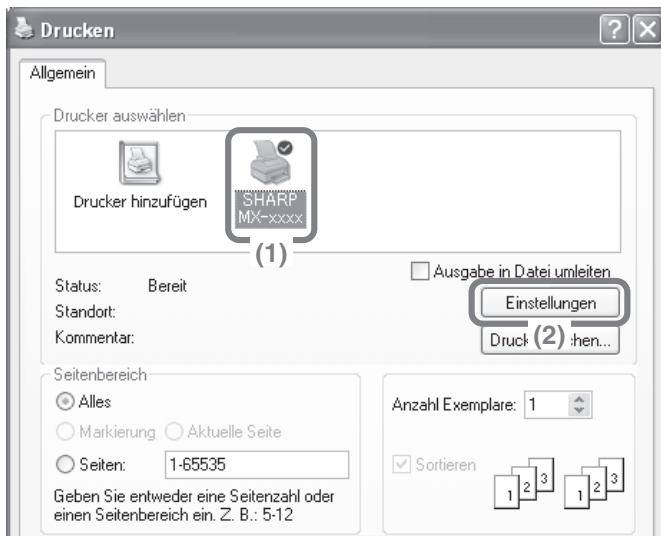 Drucken
Allgemein
Drucker auswählen
Drucker hinzufügen
SHARP
MX-xxxx
(1)
Ausgabe in Datei umleiten
Status: Bereit
Einstellungen
Standort:
Kommentar:
(2)
Seitenbereich
Alles
Anzahl Exemplare: 1
Markierung Aktuelle Seite
Seiten: 1-65535
Sortieren
1 2 3 1 2 3
Geben Sie entweder eine Seitenzahl oder
einen Seitenbereich ein. Z. B.: 5-12